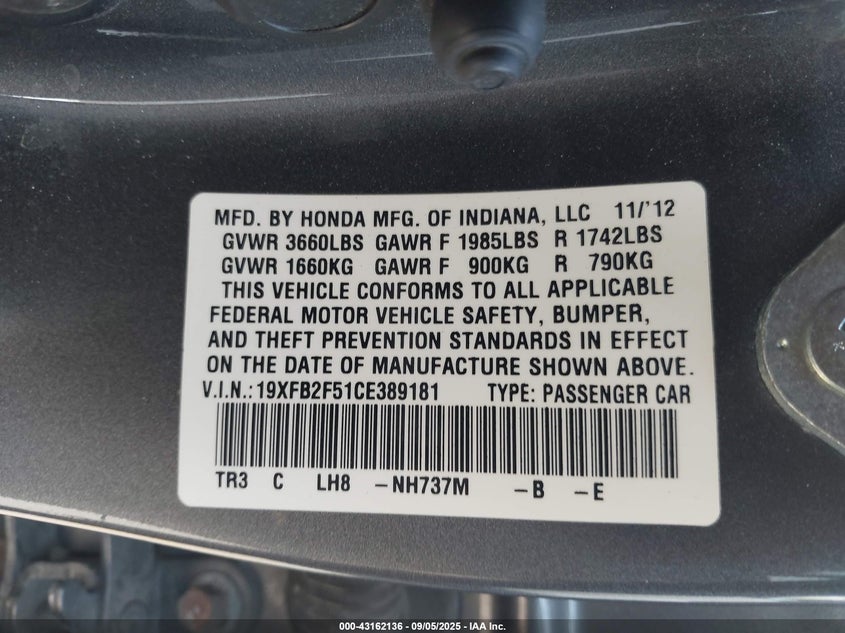 MFD. BY HONDA MFG. OF INDIANA, LLC 11/'12
GVWR 3660LBS GAWR F 1985LBS R 1742LBS
GVWR 1660KG GAWR F 900KG R 790KG
THIS VEHICLE CONFORMS TO ALL APPLICABLE
FEDERAL MOTOR VEHICLE SAFETY, BUMPER,
AND THEFT PREVENTION STANDARDS IN EFFECT
ON THE DATE OF MANUFACTURE SHOWN ABOVE.
V.I.N.:19XFB2F51CE389181 TYPE: PASSENGER CAR
TR3 C LH8 -NH737M -B -E
000-43162136 - 09/05/2025 - IAA Inc.